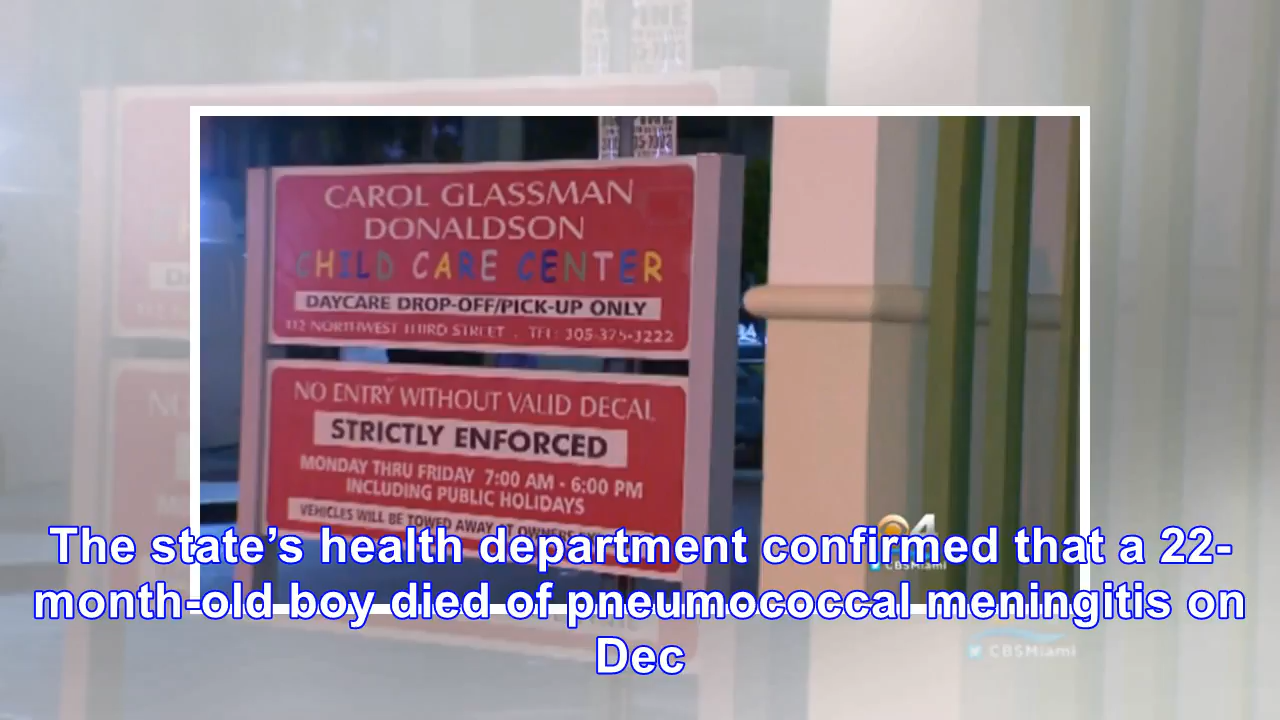 CAROL GLASSMAN
DONALDSON
CHILD CARE CENTER
DAYCARE DROP-OFF/PICK-UP ONLY
112 NORTHWEST THIRD STREET . TEL: 305-375-3222
NO ENTRY WITHOUT VALID DECAL
STRICTLY ENFORCED
MONDAY THRU FRIDAY 7:00 AM - 6:00 PM
INCLUDING PUBLIC HOLIDAYS
VEHICLES WILL BE TOWED AWAY AT OWNERS
4
CBSMiami
The state’s health department confirmed that a 22-
month-old boy died of pneumococcal meningitis on
Dec
CBSMiami